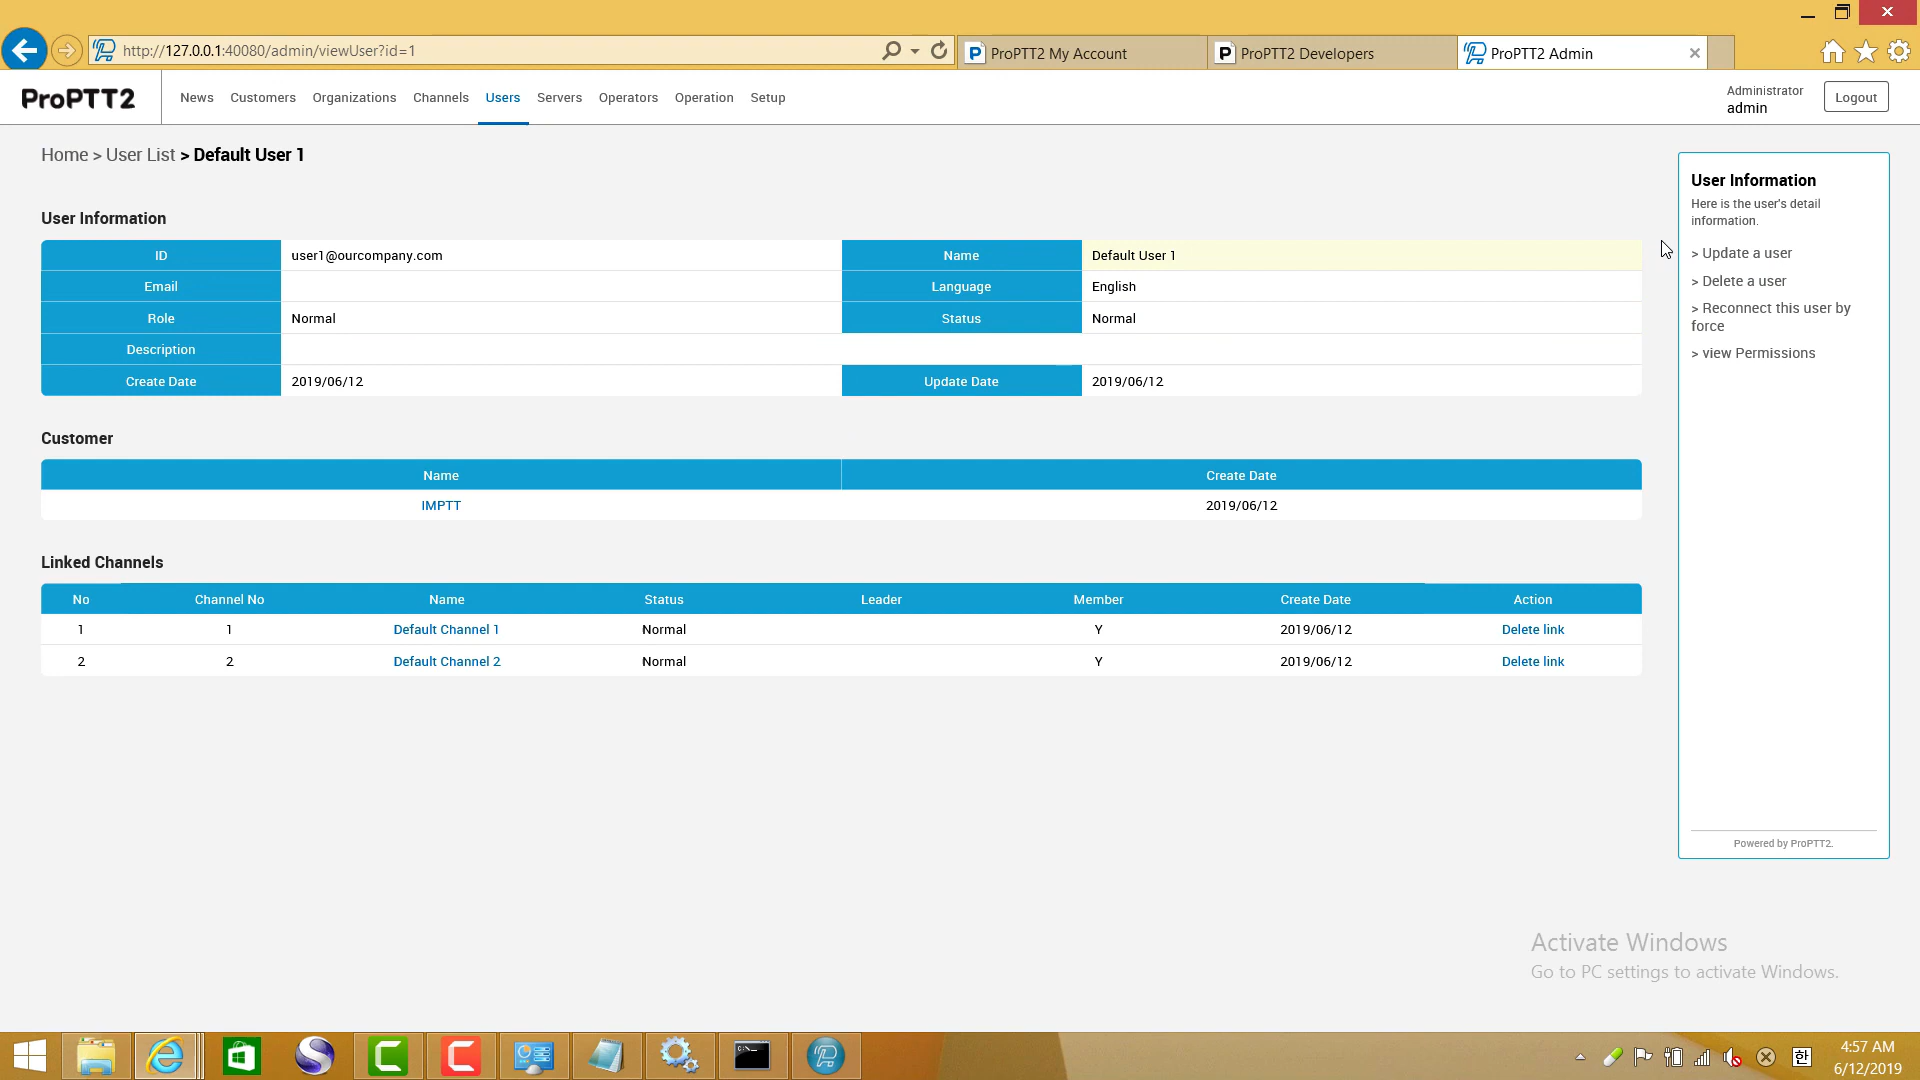 http://127.0.0.1:40080/admin/viewUser?id=1
ProPTT2 My Account
ProPTT2 Developers
ProPTT2 Admin
ProPTT2
News
Customers
Organizations
Channels
Users
Servers
Operators
Operation
Setup
Administrator
admin
Logout
Home > User List > Default User 1
User Information
ID user1@ourcompany.com Name Default User 1
Email Language English
Role Normal Status Normal
Description
Create Date 2019/06/12 Update Date 2019/06/12
Customer
Name Create Date
IMPTT 2019/06/12
Linked Channels
No Channel No Name Status Leader Member Create Date Action
1 1 Default Channel 1 Normal Y 2019/06/12 Delete link
2 2 Default Channel 2 Normal Y 2019/06/12 Delete link
User Information
Here is the user's detail
information.
> Update a user
> Delete a user
> Reconnect this user by
force
> view Permissions
Powered by ProPTT2.
Activate Windows
Go to PC settings to activate Windows.
한
4:57 AM
6/12/2019